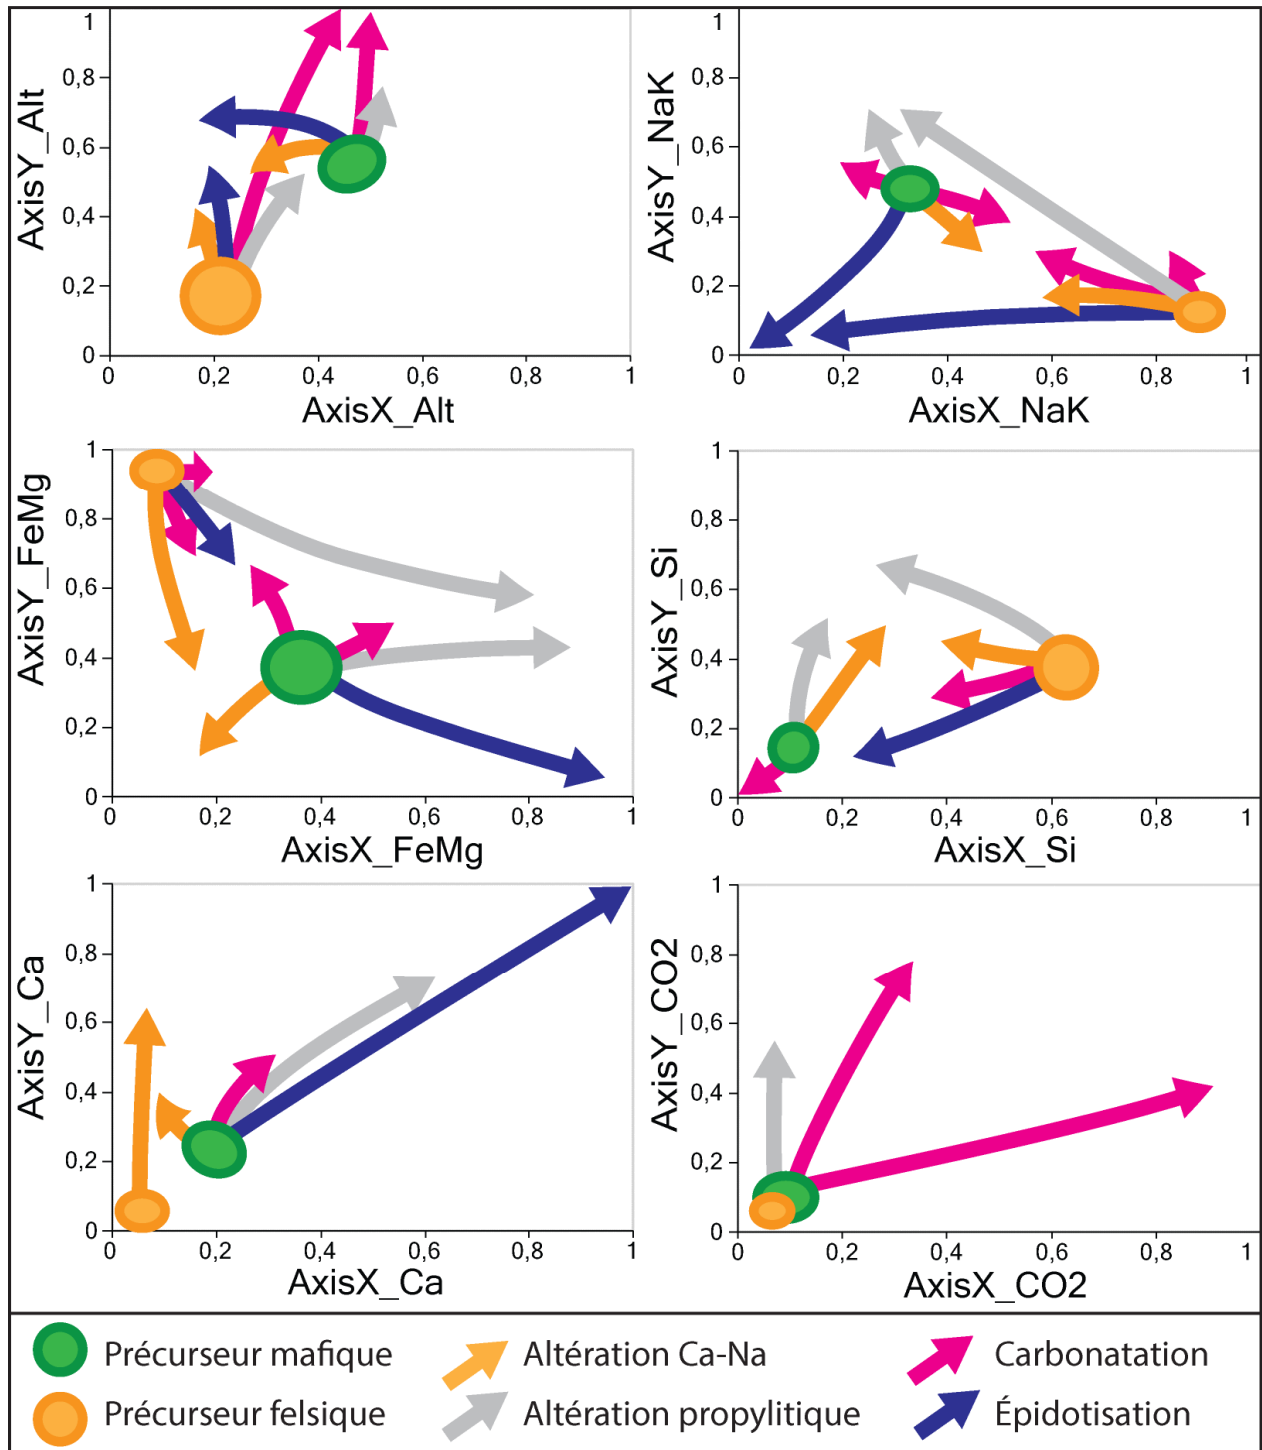 1
0,8
0,6
0,4
0,2
0
AxisY_Alt
0 0,2 0,4 0,6 0,8 1
AxisX_Alt
1
0,8
0,6
0,4
0,2
0
AxisY_NaK
0 0,2 0,4 0,6 0,8 1
AxisX_NaK
1
0,8
0,6
0,4
0,2
0
AxisY_FeMg
0 0,2 0,4 0,6 0,8 1
AxisX_FeMg
1
0,8
0,6
0,4
0,2
0
AxisY_Si
0 0,2 0,4 0,6 0,8 1
AxisX_Si
1
0,8
0,6
0,4
0,2
0
AxisY_Ca
0 0,2 0,4 0,6 0,8 1
AxisX_Ca
1
0,8
0,6
0,4
0,2
0
AxisY_CO2
0 0,2 0,4 0,6 0,8 1
AxisX_CO2
Précurseur mafique
Altération Ca-Na
Carbonatation
Précurseur felsique
Altération propylitique
Épidotisation